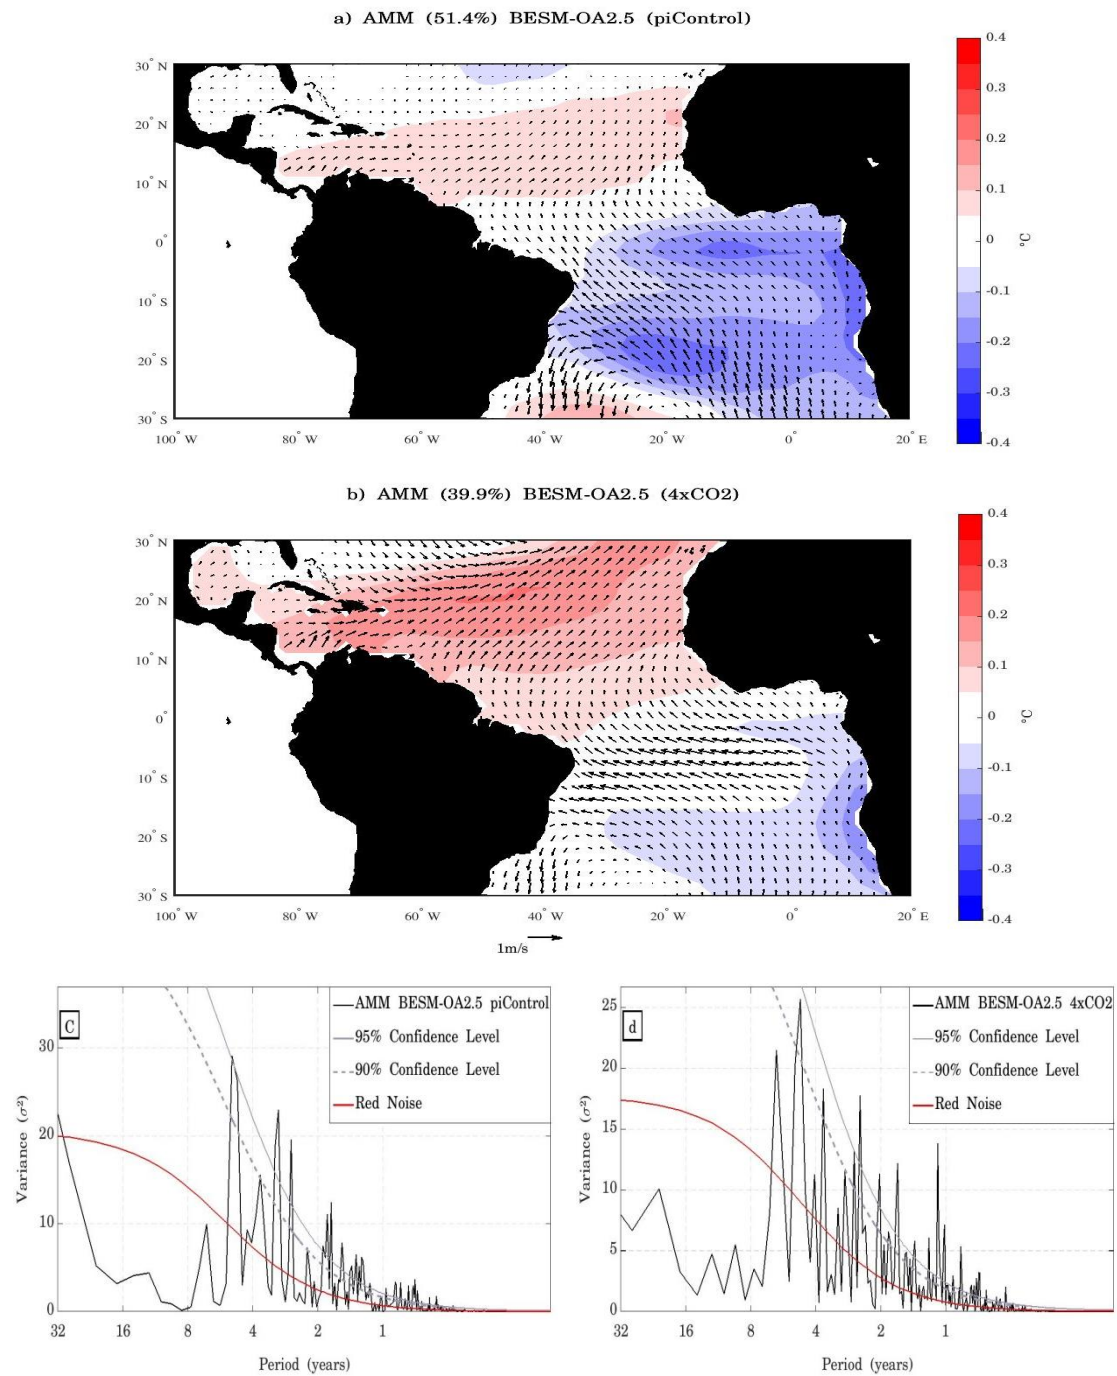 a) AMM (51.4%) BESM-OA2.5 (piControl)
30° N
20° N
10° N
0°
10° S
20° S
30° S
100° W 80° W 60° W 40° W 20° W 0° 20° E
0.4
0.3
0.2
0.1
0
-0.1
-0.2
-0.3
-0.4
°C
b) AMM (39.9%) BESM-OA2.5 (4xCO2)
30° N
20° N
10° N
0°
10° S
20° S
30° S
100° W 80° W 60° W 40° W 20° W 0° 20° E
1m/s
0.4
0.3
0.2
0.1
0
-0.1
-0.2
-0.3
-0.4
°C
C
AMM BESM-OA2.5 piControl
95% Confidence Level
90% Confidence Level
Red Noise
Variance (σ²)
30
20
10
0
32 16 8 4 2 1
Period (years)
d
AMM BESM-OA2.5 4xCO2
95% Confidence Level
90% Confidence Level
Red Noise
Variance (σ²)
25
20
15
10
5
0
32 16 8 4 2 1
Period (years)